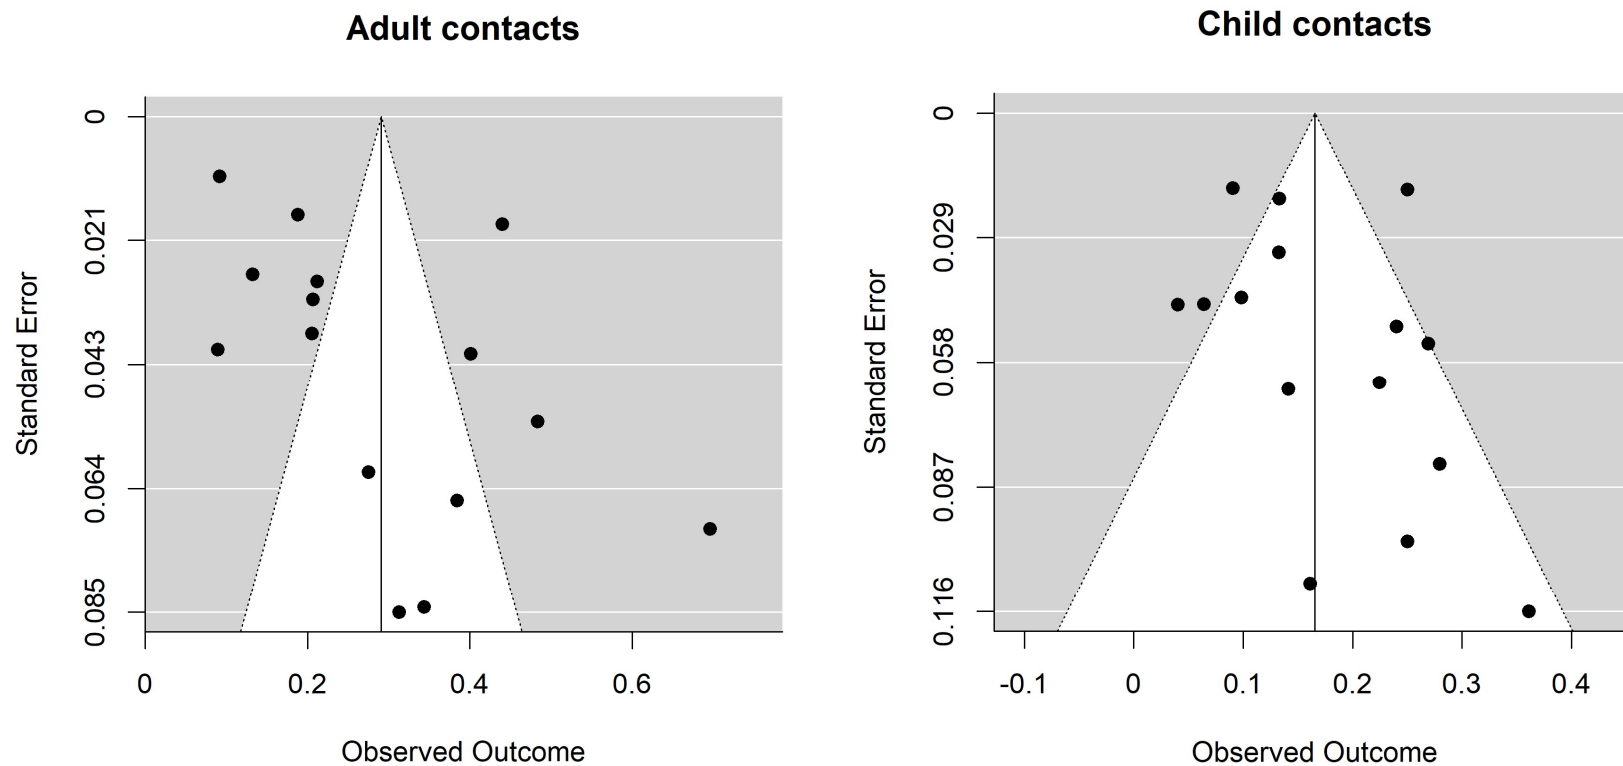 Adult contacts
0
0.021
0.043
0.064
0.085
Standard Error
0 0.2 0.4 0.6
Observed Outcome
Child contacts
0
0.029
0.058
0.087
0.116
Standard Error
-0.1 0 0.1 0.2 0.3 0.4
Observed Outcome